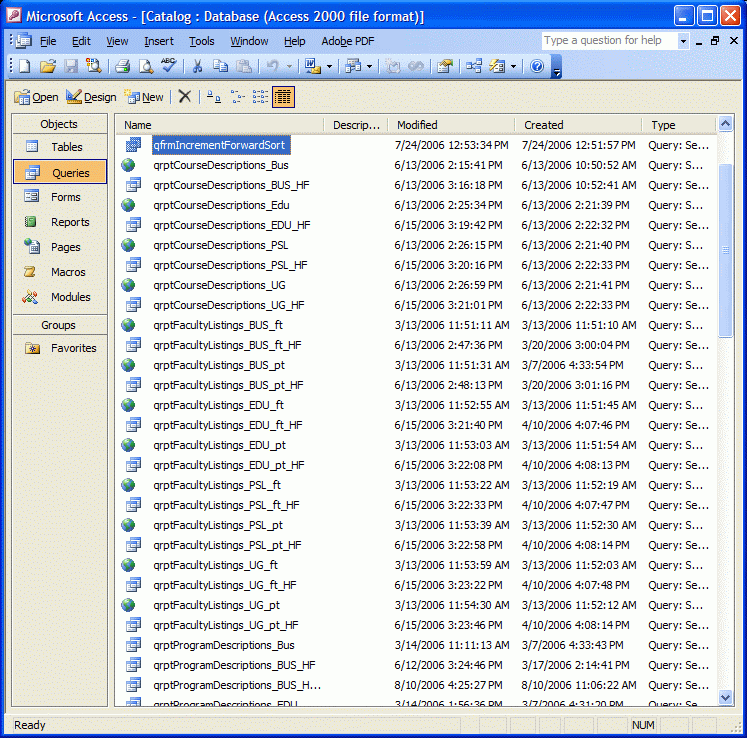 Microsoft Access - [Catalog : Database (Access 2000 file format)]
File Edit View Insert Tools Window Help Adobe PDF Type a question for help
Open Design New
Objects
Tables
Queries
Forms
Reports
Pages
Macros
Modules
Groups
Favorites
Name Descrip... Modified Created Type
qfrmIncrementForwardSort 7/24/2006 12:53:34 PM 7/24/2006 12:51:57 PM Query: Se...
qrptCourseDescriptions_Bus 6/13/2006 2:15:41 PM 6/13/2006 10:50:52 AM Query: S...
qrptCourseDescriptions_BUS_HF 6/13/2006 3:16:18 PM 6/13/2006 10:52:41 AM Query: Se...
qrptCourseDescriptions_Edu 6/13/2006 2:25:34 PM 6/13/2006 2:21:39 PM Query: S...
qrptCourseDescriptions_EDU_HF 6/15/2006 3:19:42 PM 6/13/2006 2:22:32 PM Query: Se...
qrptCourseDescriptions_PSL 6/13/2006 2:26:15 PM 6/13/2006 2:21:40 PM Query: S...
qrptCourseDescriptions_PSL_HF 6/15/2006 3:20:16 PM 6/13/2006 2:22:33 PM Query: Se...
qrptCourseDescriptions_UG 6/13/2006 2:26:59 PM 6/13/2006 2:21:41 PM Query: S...
qrptCourseDescriptions_UG_HF 6/15/2006 3:21:01 PM 6/13/2006 2:22:33 PM Query: Se...
qrptFacultyListings_BUS_ft 3/13/2006 11:51:11 AM 3/13/2006 11:51:10 AM Query: S...
qrptFacultyListings_BUS_ft_HF 6/12/2006 2:47:36 PM 3/20/2006 3:00:04 PM Query: Se...
qrptFacultyListings_BUS_pt 3/13/2006 11:51:31 AM 3/7/2006 4:33:54 PM Query: S...
qrptFacultyListings_BUS_pt_HF 6/12/2006 2:48:13 PM 3/20/2006 3:01:16 PM Query: Se...
qrptFacultyListings_EDU_ft 3/13/2006 11:52:55 AM 3/13/2006 11:51:45 AM Query: S...
qrptFacultyListings_EDU_ft_HF 6/15/2006 3:21:40 PM 4/10/2006 4:07:46 PM Query: Se...
qrptFacultyListings_EDU_pt 3/13/2006 11:53:03 AM 3/13/2006 11:51:54 AM Query: S...
qrptFacultyListings_EDU_pt_HF 6/15/2006 3:22:08 PM 4/10/2006 4:08:13 PM Query: Se...
qrptFacultyListings_PSL_ft 3/13/2006 11:53:22 AM 3/13/2006 11:52:19 AM Query: S...
qrptFacultyListings_PSL_ft_HF 6/15/2006 3:22:33 PM 4/10/2006 4:07:47 PM Query: Se...
qrptFacultyListings_PSL_pt 3/13/2006 11:53:39 AM 3/13/2006 11:52:30 AM Query: S...
qrptFacultyListings_PSL_pt_HF 6/15/2006 3:22:58 PM 4/10/2006 4:08:14 PM Query: Se...
qrptFacultyListings_UG_ft 3/13/2006 11:53:59 AM 3/13/2006 11:52:03 AM Query: S...
qrptFacultyListings_UG_ft_HF 6/15/2006 3:23:22 PM 4/10/2006 4:07:48 PM Query: Se...
qrptFacultyListings_UG_pt 3/13/2006 11:54:30 AM 3/13/2006 11:52:12 AM Query: S...
qrptFacultyListings_UG_pt_HF 6/15/2006 3:23:46 PM 4/10/2006 4:08:14 PM Query: Se...
qrptProgramDescriptions_Bus 3/14/2006 11:11:13 AM 3/7/2006 4:33:43 PM Query: Se...
qrptProgramDescriptions_BUS_HF 6/12/2006 3:24:46 PM 3/17/2006 2:14:41 PM Query: Se...
qrptProgramDescriptions_BUS_H... 8/10/2006 4:25:27 PM 8/10/2006 11:06:22 AM Query: Se...
qrptProgramDescriptions_EDU 3/14/2006 1:56:36 PM 3/7/2006 4:31:20 PM Query: Se...
Ready NUM